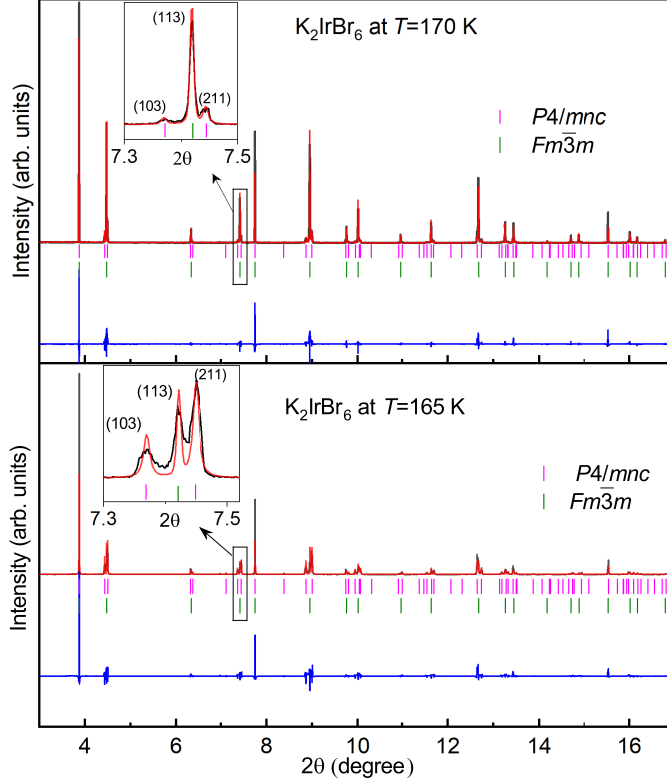 K₂IrBr₆ at T=170 K
(113)
(103)
(211)
7.3
2θ
7.5
P4/mnc
Fm3̅m
Intensity (arb. units)
K₂IrBr₆ at T=165 K
(211)
(113)
(103)
7.3
2θ
7.5
P4/mnc
Fm3̅m
Intensity (arb. units)
4 6 8 10 12 14 16
2θ (degree)